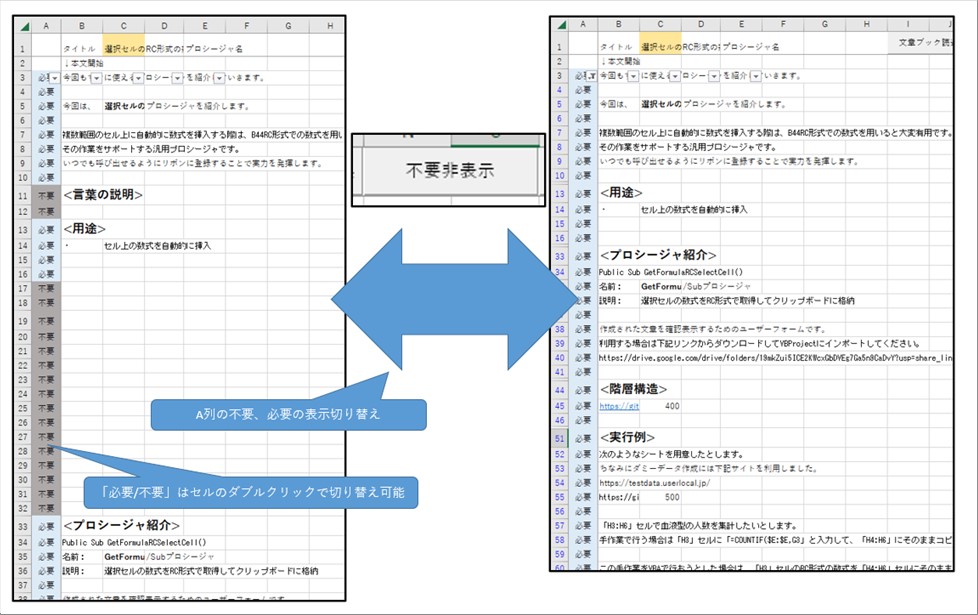 A B C D E F G H
1 タイトル 選択セルのRC形式の プロシージャ名
2 ↓本文開始
3 必要 今回も に使える ロシー を紹介 いきます。
4 必要
5 必要 今回は、 選択セルの プロシージャを紹介します。
6 必要
7 必要 複数範囲のセル上に自動的に数式を挿入する際は、B44RC形式での数式を用い
8 必要 その作業をサポートする汎用プロシージャです。
9 必要 いつでも呼び出せるようにリボンに登録することで実力を発揮します。
10 必要
11 不要 <言葉の説明>
12 不要
13 必要 <用途>
14 必要 ・ セル上の数式を自動的に挿入
15 必要
16 必要
17 不要
18 不要
19 不要
20 不要
21 不要
22 不要
23 不要
24 不要
25 不要
26 不要
27 不要
28 不要
29 不要
30 不要
31 不要
32 不要
33 必要 <プロシージャ紹介>
34 必要 Public Sub GetFormulaRCSelectCell()
35 必要 名前: GetFormu /Subプロシージャ
36 必要 説明: 選択セルの数式をRC形式で取得してクリップボードに格納
37 必要
38 必要 作成された文章を確認表示するためのユーザーフォームです
不要非表示
A列の不要、必要の表示切り替え
「必要/不要」はセルのダブルクリックで切り替え可能
A B C D E F G H I J
1 タイトル 選択セルのRC形式の プロシージャ名 文章ブック読
2 ↓本文開始
3 必 今回も に使える ロシー を紹介 いきます。
4 必要
5 必要 今回は、 選択セルの プロシージャを紹介します。
6 必要
7 必要 複数範囲のセル上に自動的に数式を挿入する際は、B44RC形式での数式を用いると大変有用です。
8 必要 その作業をサポートする汎用プロシージャです。
9 必要 いつでも呼び出せるようにリボンに登録することで実力を発揮します。
10 必要
13 必要 <用途>
14 必要 ・ セル上の数式を自動的に挿入
15 必要
16 必要
33 必要 <プロシージャ紹介>
34 必要 Public Sub GetFormulaRCSelectCell()
必要 名前: GetFormu /Subプロシージャ
必要 説明: 選択セルの数式をRC形式で取得してクリップボードに格納
必要
38 必要 作成された文章を確認表示するためのユーザーフォームです。
39 必要 利用する場合は下記リンクからダウンロードしてVBProjectにインポートしてください。
40 必要 https://drive.google.com/drive/folders/
41 必要
44 必要 <階層構造>
45 必要 https://git 400
46 必要
51 必要 <実行例>
52 必要 次のようなシートを用意したとします。
53 必要 ちなみにダミーデータ作成には下記サイトを利用しました。
54 必要 https://testdata.userlocal.jp/
55 必要 https://gi 500
56 必要
57 必要 「H3:H6」セルで血液型の人数を集計したいとします。
58 必要 手作業で行う場合は「H3」セルに「=COUNTIF($E:$E,G3」と入力して、「H4:H6」にそのままコピ
59 必要
60 必要 この手作業をVBAで行おうとした場合は、「H3」セルのRC形式の数式を「H4:H6」セルにそのまま